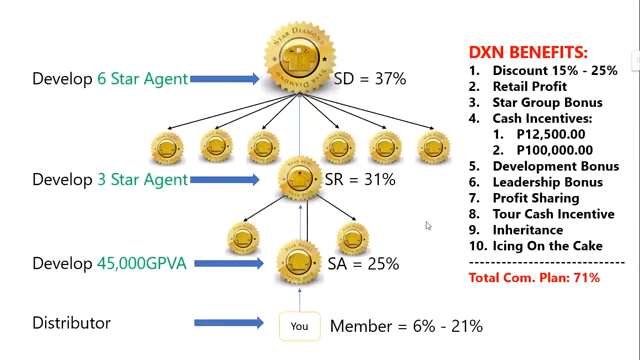 Develop 6 Star Agent
STAR DIAMOND
SD = 37%
Develop 3 Star Agent
SR = 31%
Develop 45,000GPVA
SA = 25%
Distributor
You
Member = 6% - 21%
DXN BENEFITS:
1. Discount 15% - 25%
2. Retail Profit
3. Star Group Bonus
4. Cash Incentives:
1. P12,500.00
2. P100,000.00
5. Development Bonus
6. Leadership Bonus
7. Profit Sharing
8. Tour Cash Incentive
9. Inheritance
10. Icing On the Cake
Total Com. Plan: 71%